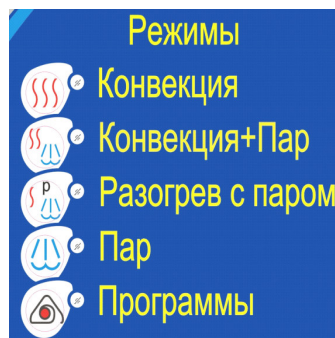 Режимы
Конвекция
Конвекция+Пар
p
Разогрев с паром
Пар
Программы